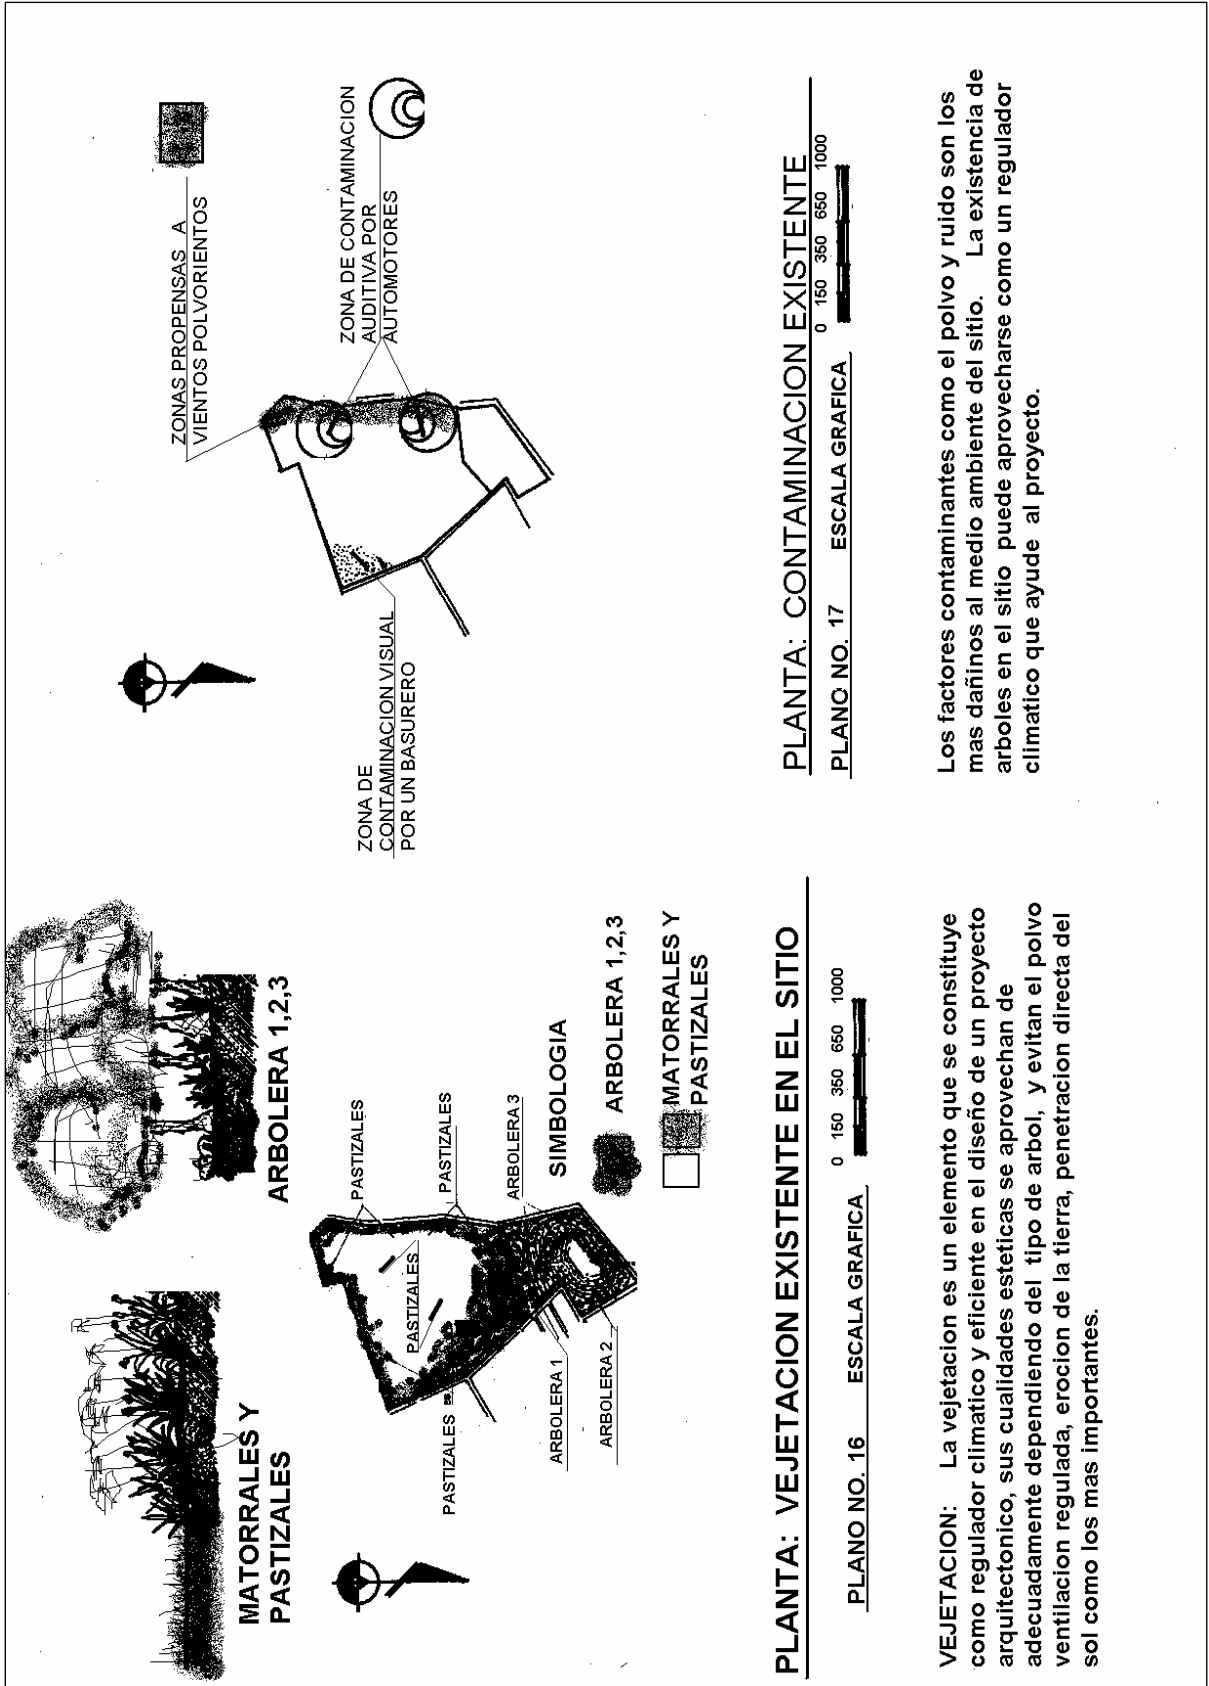 MATORRALES Y
PASTIZALES
ARBOLERA 1,2,3
PASTIZALES
PASTIZALES
PASTIZALES
PASTIZALES
ARBOLERA 3
ARBOLERA 1
ARBOLERA 2
SIMBOLOGIA
ARBOLERA 1,2,3
MATORRALES Y
PASTIZALES
PLANTA: VEJETACION EXISTENTE EN EL SITIO
PLANO NO. 16 ESCALA GRAFICA
0 150 350 650 1000
VEJETACION: La vejetacion es un elemento que se constituye
como regulador climatico y eficiente en el diseño de un proyecto
arquitectonico, sus cualidades esteticas se aprovechan de
adecuadamente dependiendo del tipo de arbol, y evitan el polvo
ventilacion regulada, erocion de la tierra, penetracion directa del
sol como los mas importantes.
ZONAS PROPENSAS A
VIENTOS POLVORIENTOS
ZONA DE CONTAMINACION
AUDITIVA POR
AUTOMOTORES
ZONA DE
CONTAMINACION VISUAL
POR UN BASURERO
PLANTA: CONTAMINACION EXISTENTE
PLANO NO. 17 ESCALA GRAFICA
0 150 350 650 1000
Los factores contaminantes como el polvo y ruido son los
mas dañinos al medio ambiente del sitio. La existencia de
arboles en el sitio puede aprovecharse como un regulador
climatico que ayude al proyecto.